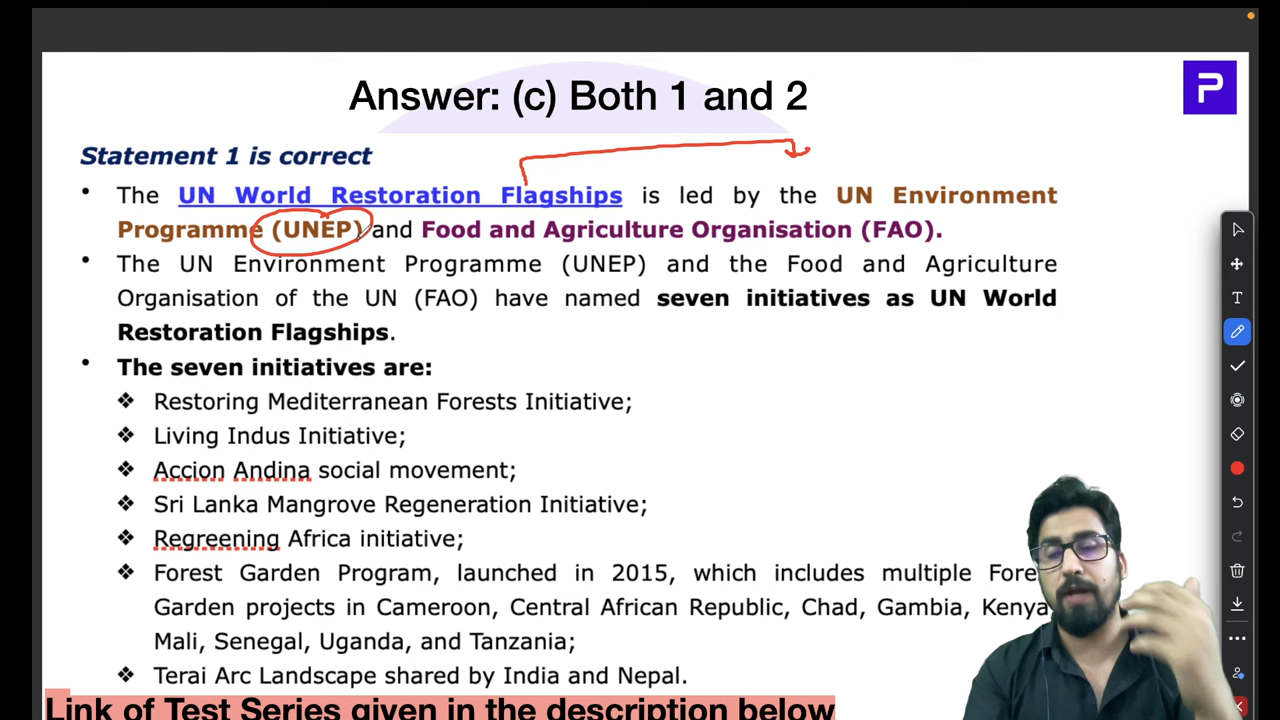 Answer: (c) Both 1 and 2
P
Statement 1 is correct
• The UN World Restoration Flagships is led by the UN Environment
Programme (UNEP) and Food and Agriculture Organisation (FAO).
• The UN Environment Programme (UNEP) and the Food and Agriculture
Organisation of the UN (FAO) have named seven initiatives as UN World
Restoration Flagships.
• The seven initiatives are:
❖ Restoring Mediterranean Forests Initiative;
❖ Living Indus Initiative;
❖ Accion Andina social movement;
❖ Sri Lanka Mangrove Regeneration Initiative;
❖ Regreening Africa initiative;
❖ Forest Garden Program, launched in 2015, which includes multiple
Garden projects in Cameroon, Central African Republic, Chad, Gambia, Kenya
Mali, Senegal, Uganda, and Tanzania;
❖ Terai Arc Landscape shared by India and Nepal.
Link of Test Series given in the description below
T